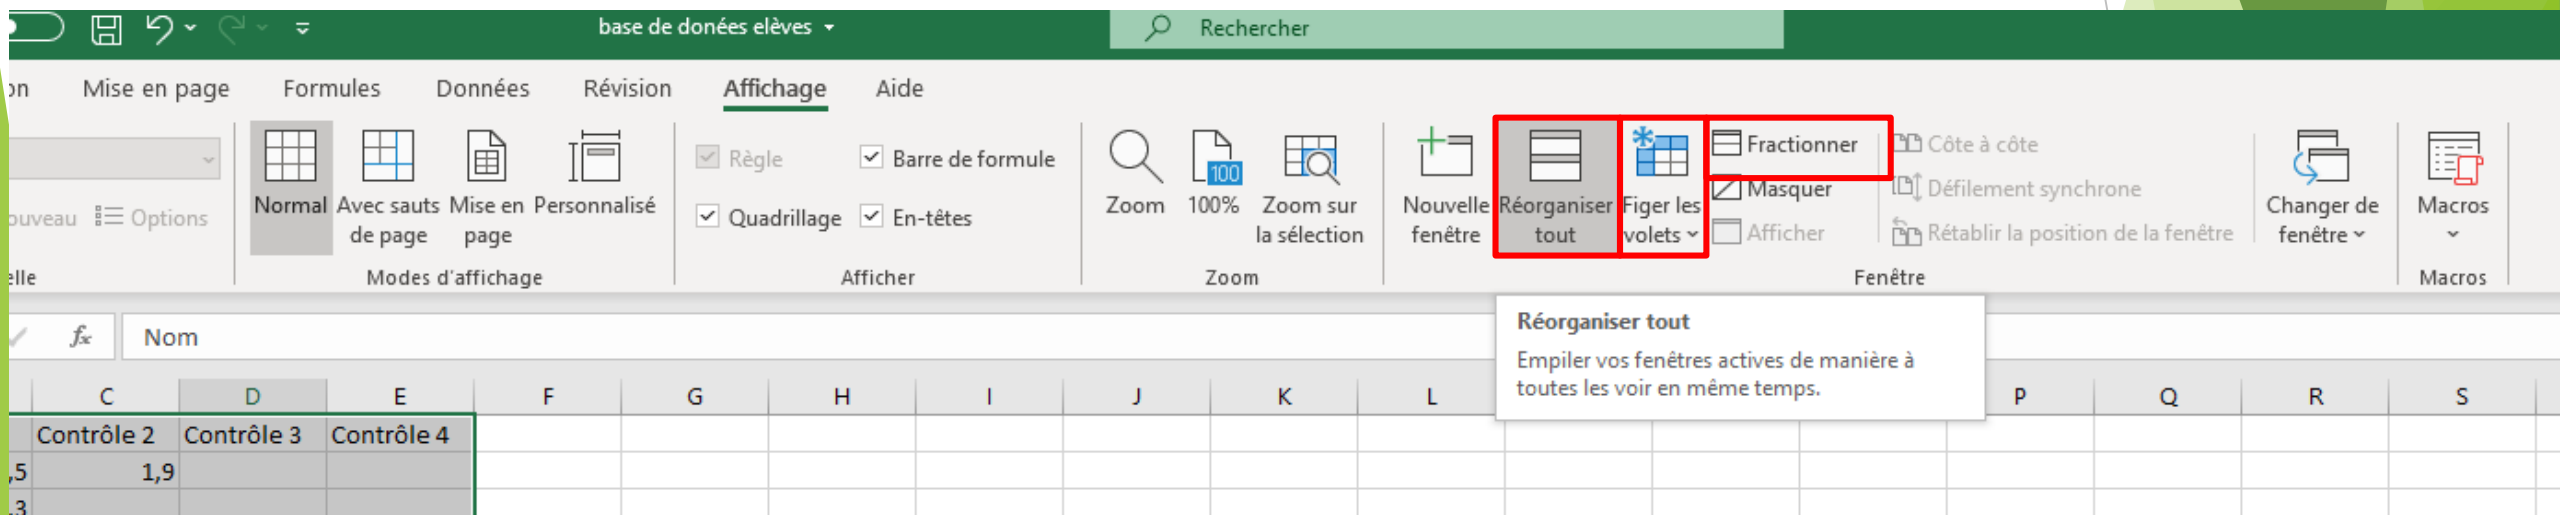 base de donées elèves
Rechercher
Mise en page Formules Données Révision Affichage Aide
Options
Normal
Avec sauts
de page
Mise en
page
Personnalisé
Modes d'affichage
Règle
Barre de formule
Quadrillage
En-têtes
Afficher
Zoom
100
100%
Zoom sur
la sélection
Zoom
Nouvelle
fenêtre
Réorganiser
tout
Figer les
volets
Fractionner
Masquer
Afficher
Côte à côte
Défilement synchrone
Rétablir la position de la fenêtre
Changer de
fenêtre
Fenêtre
Macros
Macros
fx Nom
Réorganiser tout
Empiler vos fenêtres actives de manière à
toutes les voir en même temps.
C D E F G H I J K L P Q R S
Contrôle 2 Contrôle 3 Contrôle 4
,5 1,9
,3